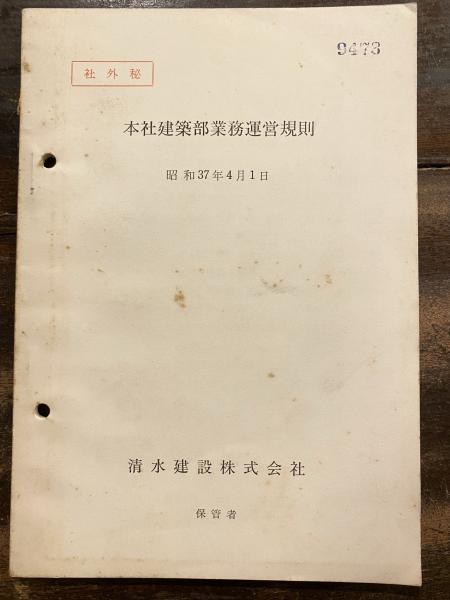 9473
社外秘
本社建築部業務運営規則
昭和37年4月1日
清水建設株式会社
保管者